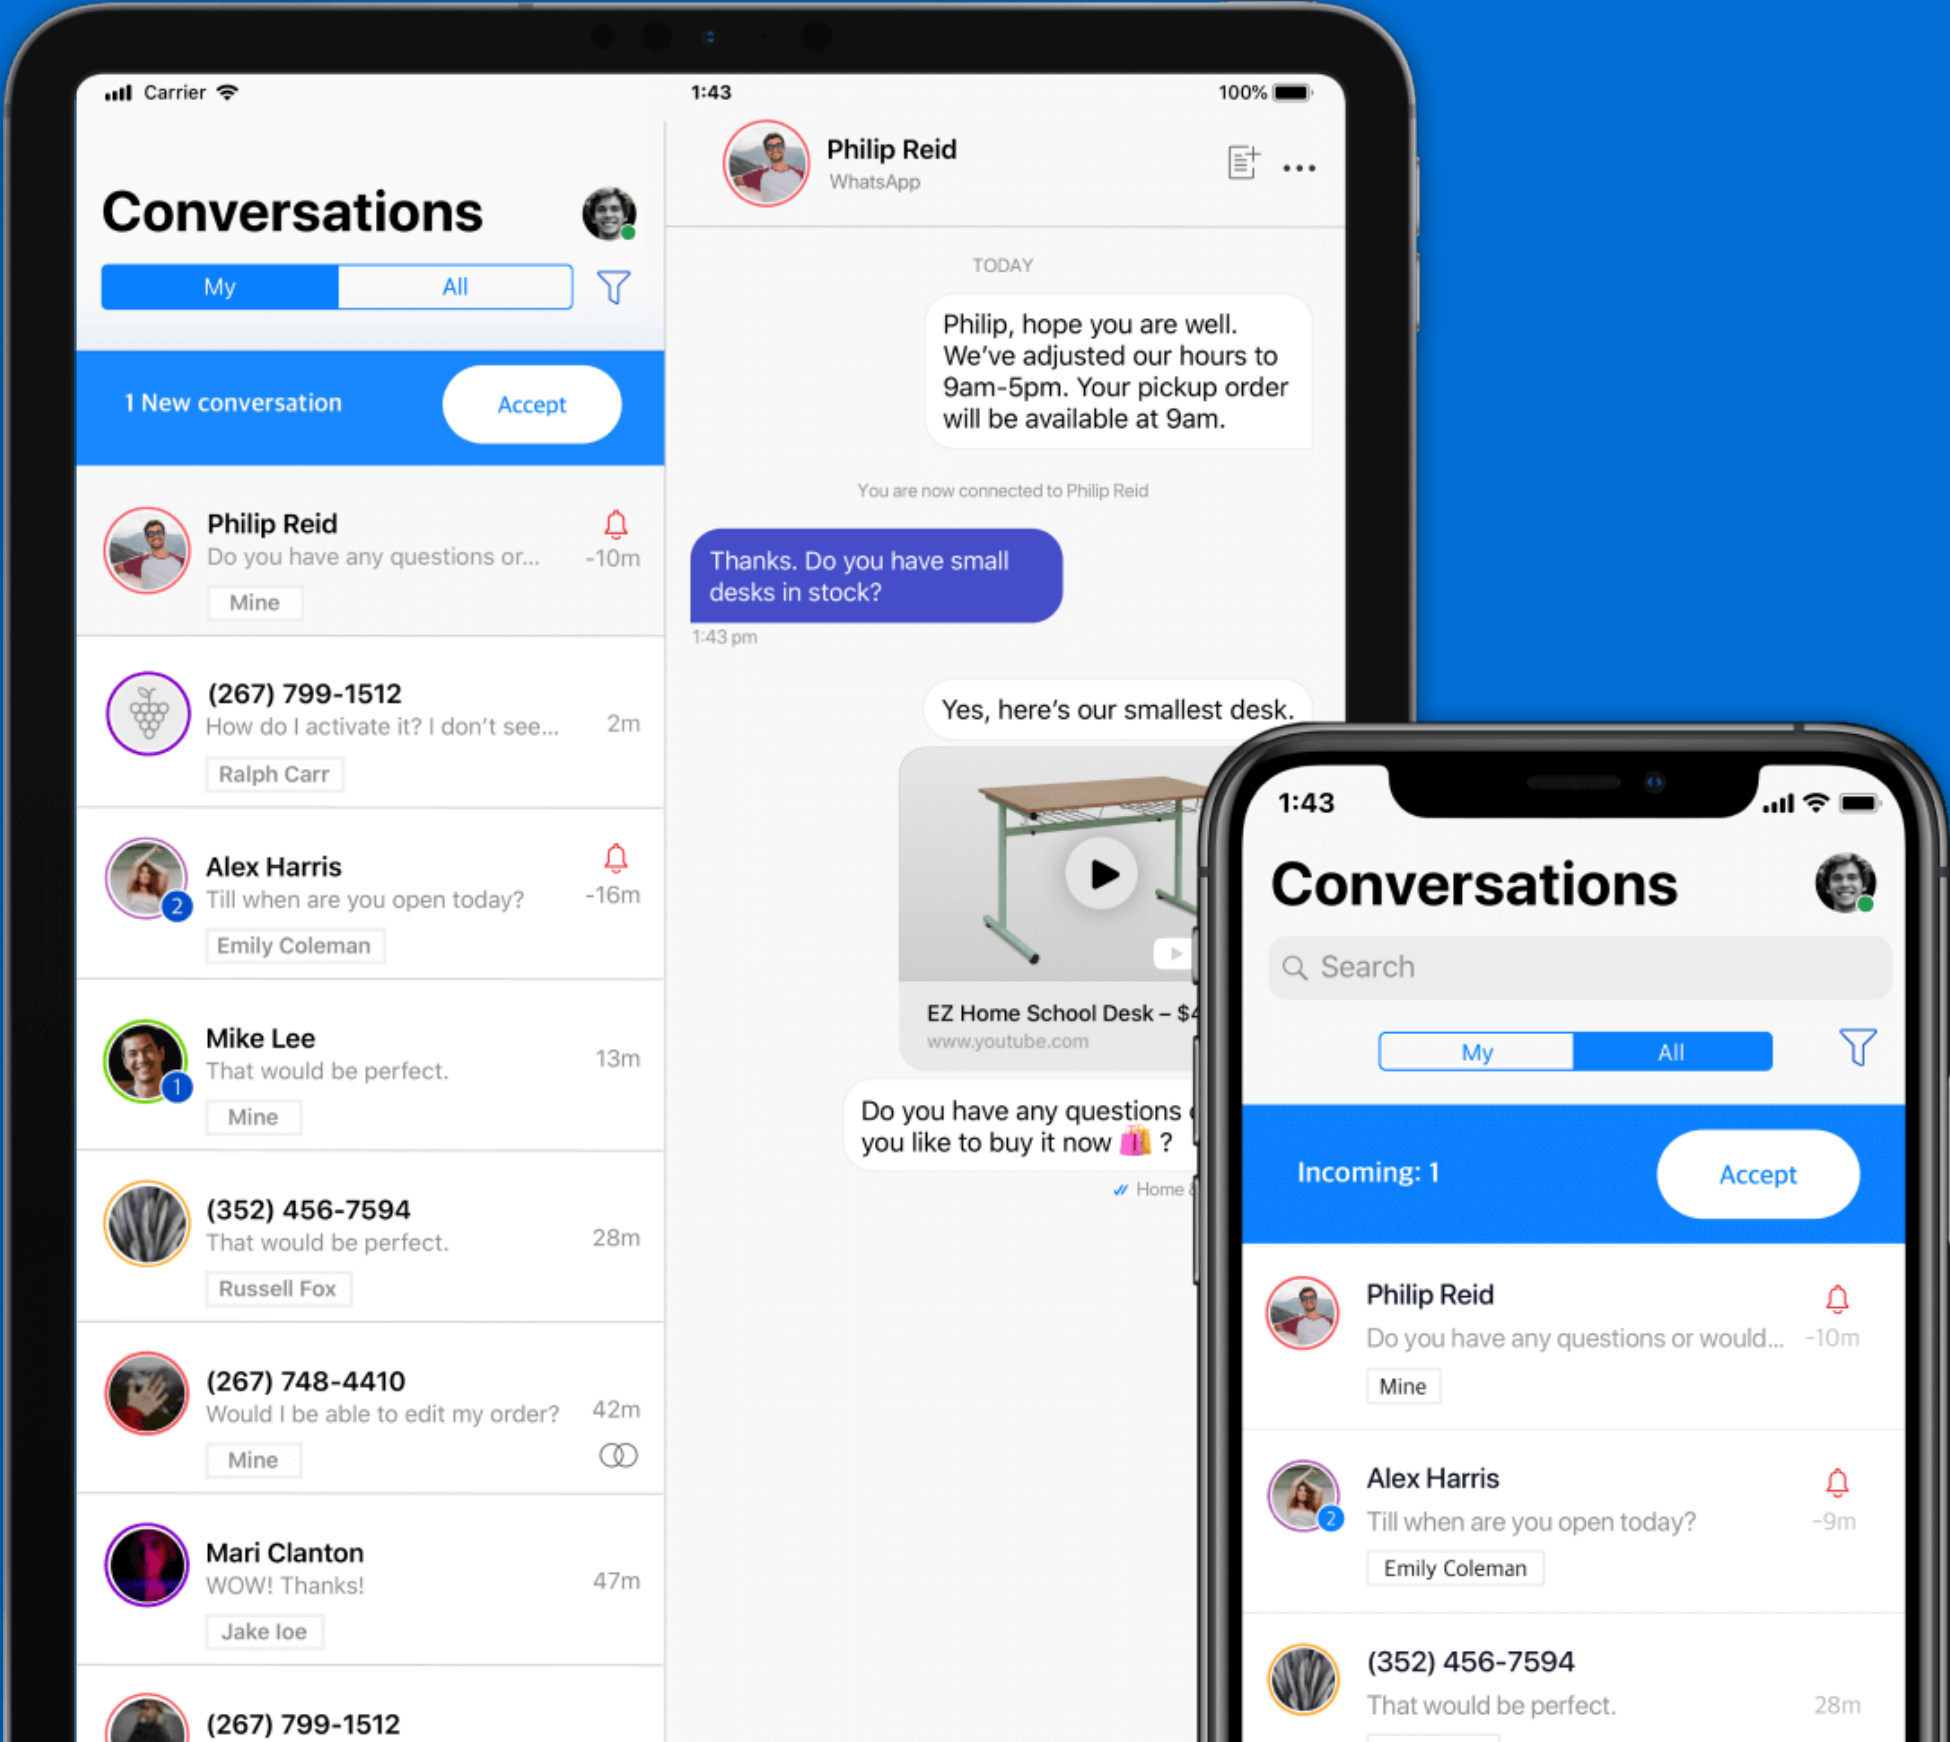 Carrier
1:43
100%
Conversations
My
All
1 New conversation
Accept
Philip Reid
Do you have any questions or...
-10m
Mine
(267) 799-1512
How do I activate it? I don't see...
2m
Ralph Carr
Alex Harris
2
Till when are you open today?
-16m
Emily Coleman
Mike Lee
1
That would be perfect.
13m
Mine
(352) 456-7594
That would be perfect.
28m
Russell Fox
(267) 748-4410
Would I be able to edit my order?
42m
Mine
Mari Clanton
WOW! Thanks!
47m
Jake loe
(267) 799-1512
Philip Reid
WhatsApp
TODAY
Philip, hope you are well.
We've adjusted our hours to
9am-5pm. Your pickup order
will be available at 9am.
You are now connected to Philip Reid
Thanks. Do you have small
desks in stock?
1:43 pm
Yes, here's our smallest desk.
EZ Home School Desk – $4
www.youtube.com
Do you have any questions
you like to buy it now 🛍️ ?
Home
1:43
Conversations
Search
My
All
Incoming: 1
Accept
Philip Reid
Do you have any questions or would...
-10m
Mine
Alex Harris
2
Till when are you open today?
-9m
Emily Coleman
(352) 456-7594
That would be perfect.
28m